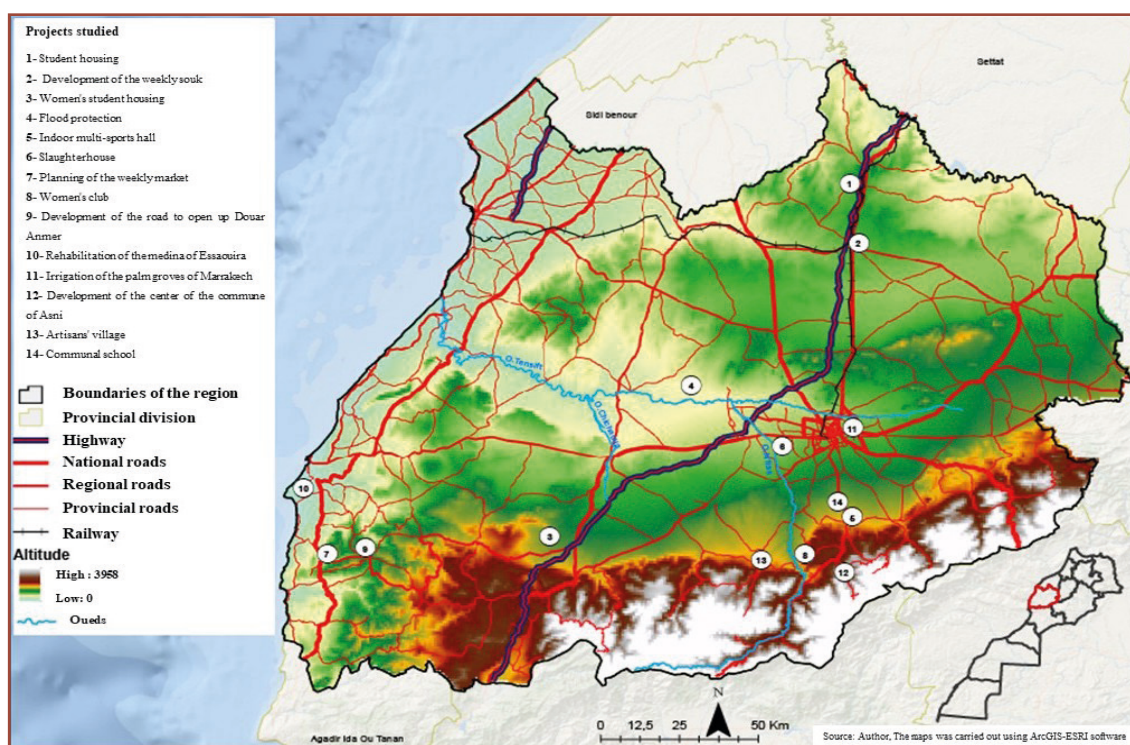 Projects studied
1- Student housing
2- Development of the weekly souk
3- Women's student housing
4- Flood protection
5- Indoor multi-sports hall
6- Slaughterhouse
7- Planning of the weekly market
8- Women's club
9- Development of the road to open up Douar
Anmer
10- Rehabilitation of the medina of Essaouira
11- Irrigation of the palm groves of Marrakech
12- Development of the center of the commune
of Asni
13- Artisans' village
14- Communal school
Boundaries of the region
Provincial division
Highway
National roads
Regional roads
Provincial roads
Railway
Altitude
High : 3958
Low: 0
Oueds
Settat
Sidi benour
1
2
O.Tensift
4
11
6
10
14
5
3
7
9
13
8
12
N
0 12,5 25 50 Km
Agadir Ida Ou Tanan
Source: Author, The maps was carried out using ArcGIS-ESRI software